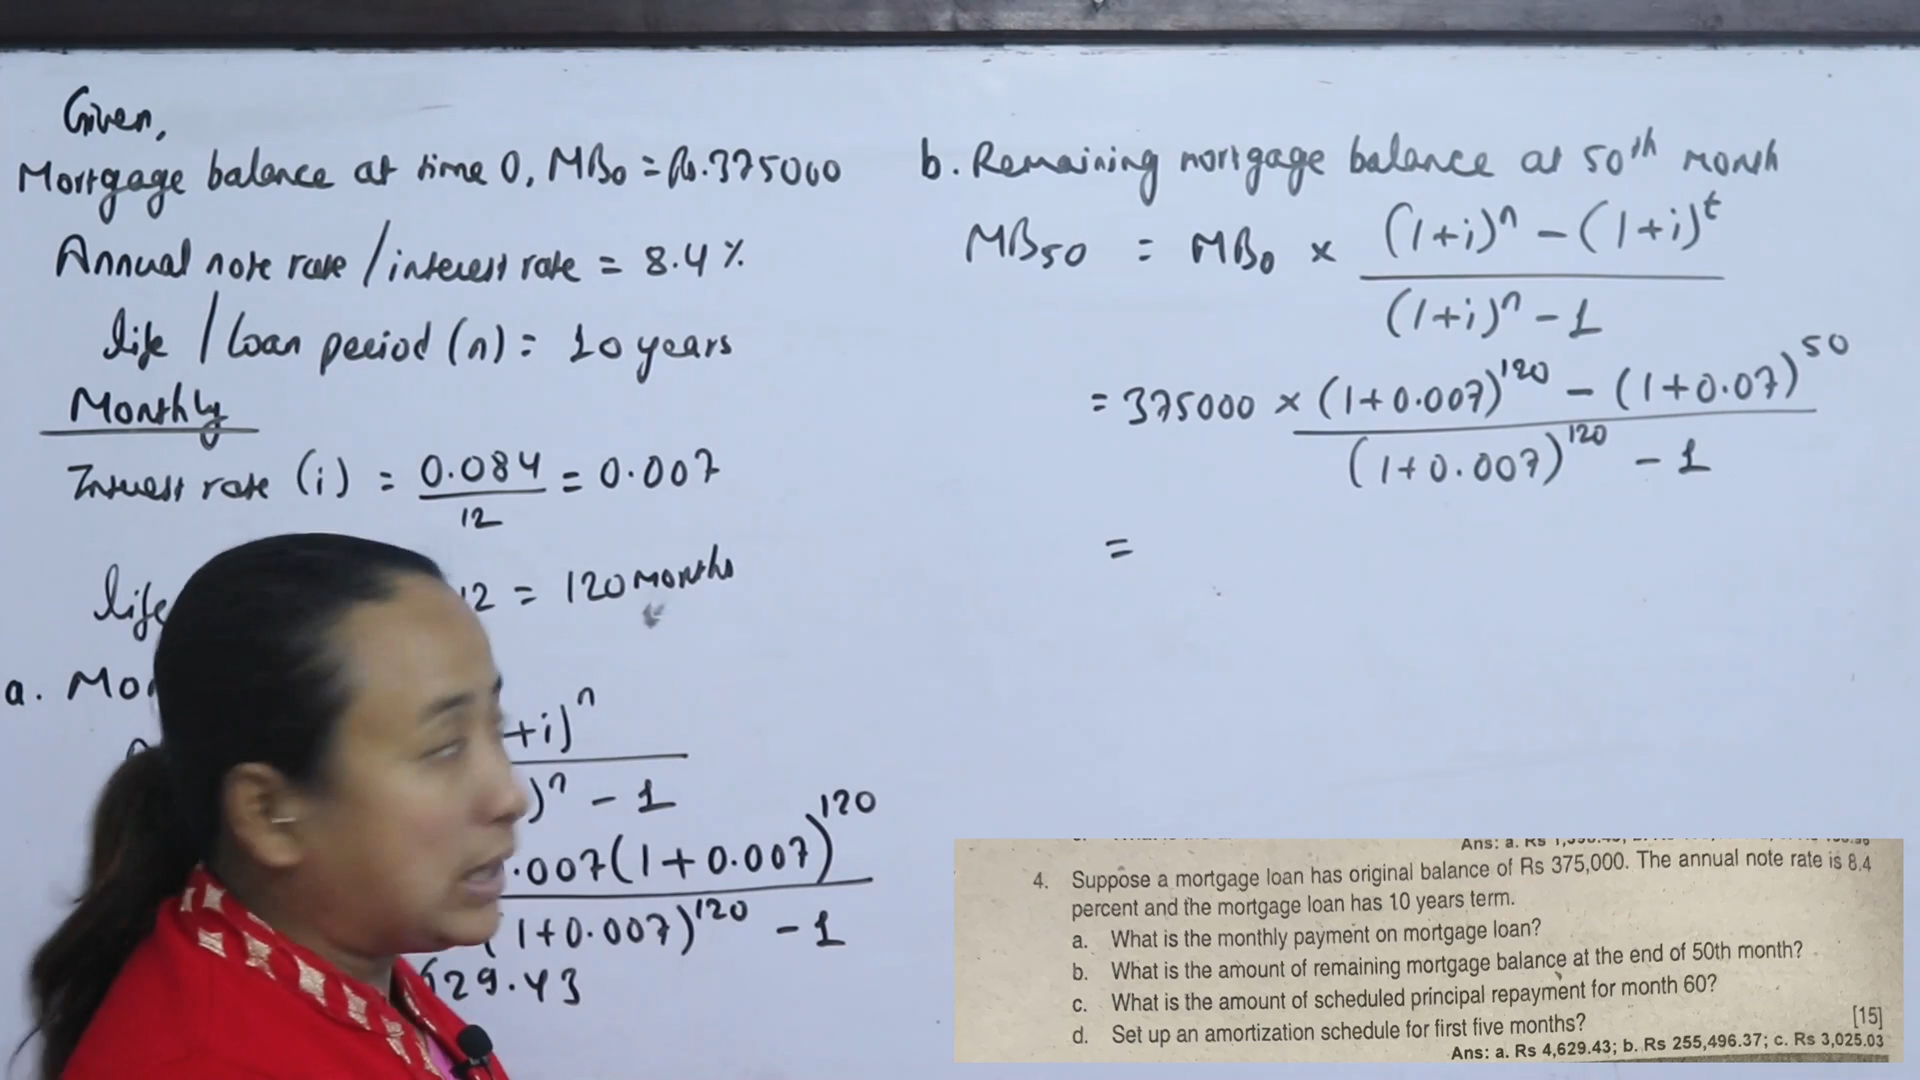 Given,
Mortgage balance at time 0, MB₀ = Rs.375000
Annual note rate / interest rate = 8.4 %
life / loan period (n) = 10 years
Monthly
Interest rate (i) = 0.084 / 12 = 0.007
life 12 = 120 months
a. Mo
+i)ⁿ
)ⁿ - 1
.007(1+0.007)¹²⁰
(1+0.007)¹²⁰ - 1
629.43
b. Remaining mortgage balance at 50th month
MB₅₀ = MB₀ × (1+i)ⁿ - (1+i)ᵗ
(1+i)ⁿ - 1
= 375000 × (1+0.007)¹²⁰ - (1+0.07)⁵⁰
(1+0.007)¹²⁰ - 1
=
Ans: a. Rs
4. Suppose a mortgage loan has original balance of Rs 375,000. The annual note rate is 8.4
percent and the mortgage loan has 10 years term.
a. What is the monthly payment on mortgage loan?
b. What is the amount of remaining mortgage balance at the end of 50th month?
c. What is the amount of scheduled principal repayment for month 60?
d. Set up an amortization schedule for first five months?
[15]
Ans: a. Rs 4,629.43; b. Rs 255,496.37; c. Rs 3,025.03